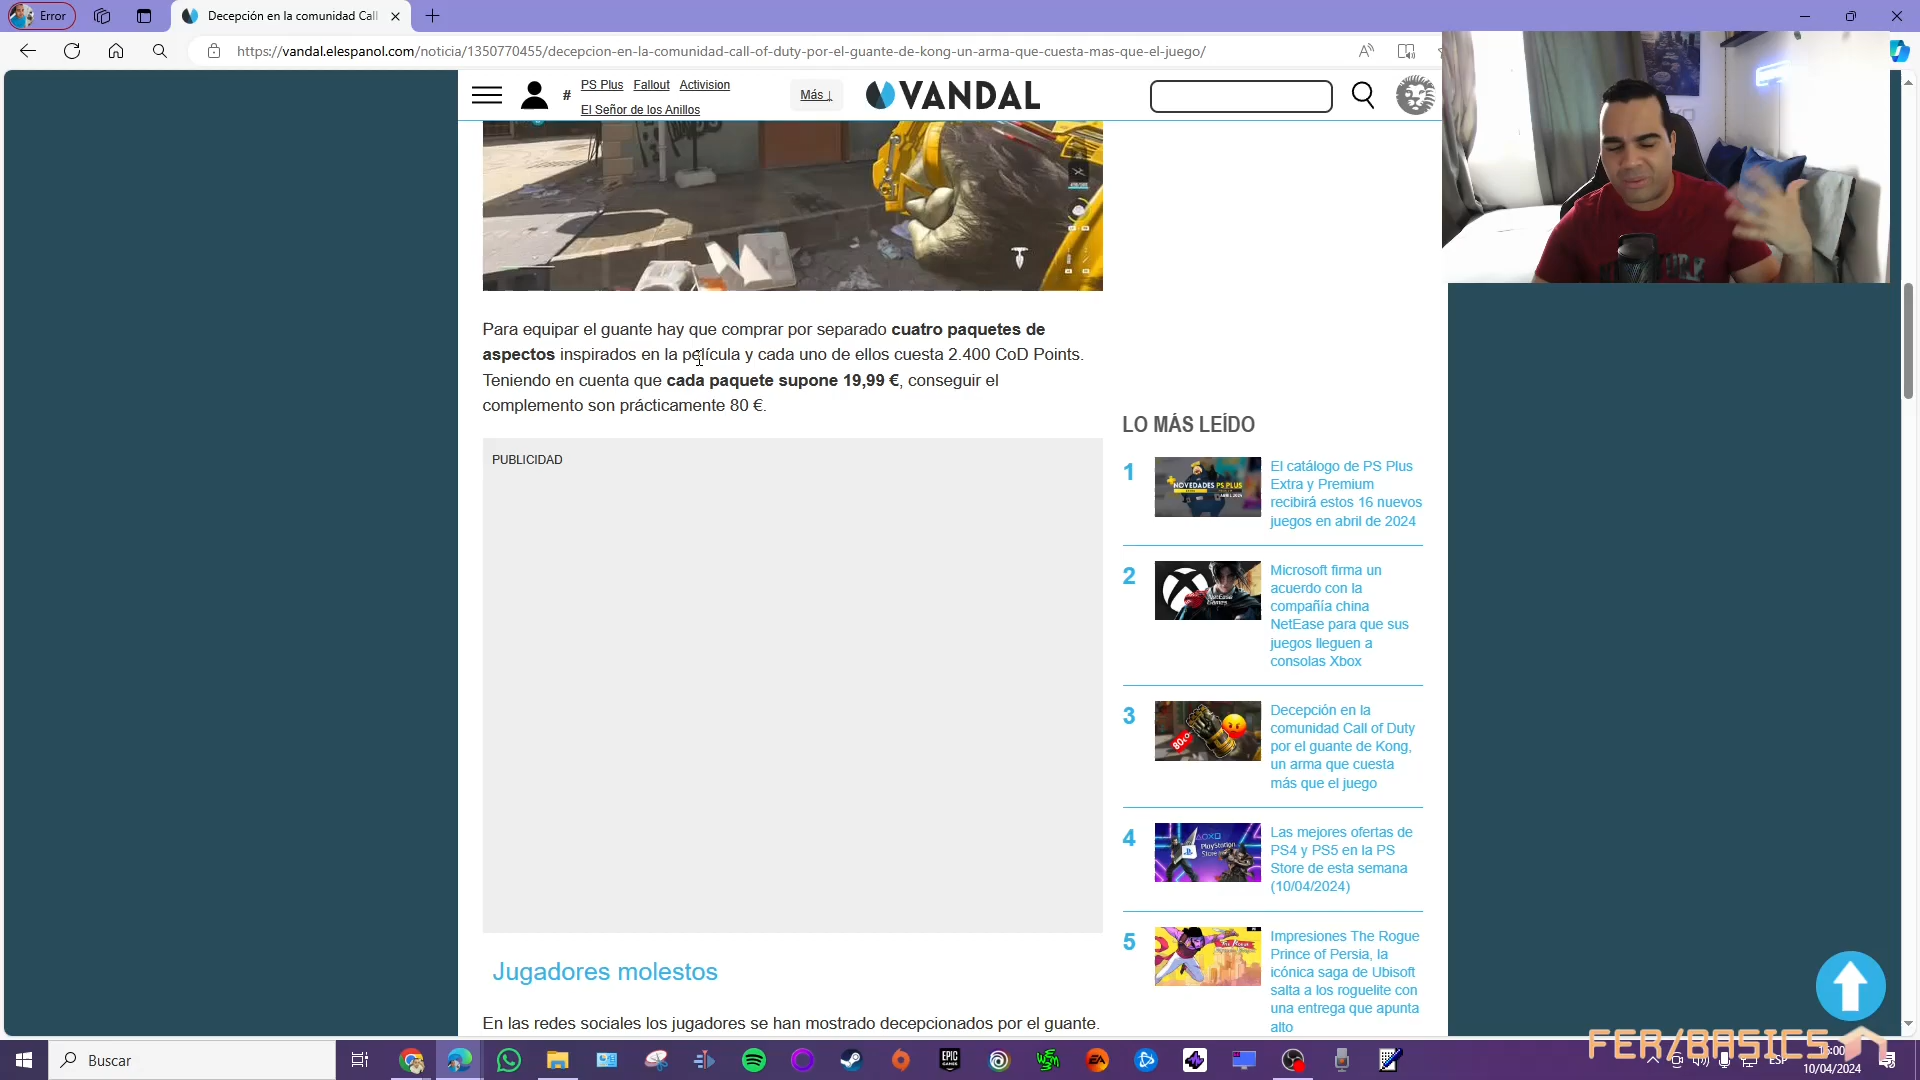 Error
Decepción en la comunidad Call
https://vandal.elespanol.com/noticia/1350770455/decepcion-en-la-comunidad-call-of-duty-por-el-guante-de-kong-un-arma-que-cuesta-mas-que-el-juego/
# PS Plus Fallout Activision
El Señor de los Anillos
Más ↓
VANDAL
Para equipar el guante hay que comprar por separado cuatro paquetes de
aspectos inspirados en la película y cada uno de ellos cuesta 2.400 CoD Points.
Teniendo en cuenta que cada paquete supone 19,99 €, conseguir el
complemento son prácticamente 80 €.
PUBLICIDAD
Jugadores molestos
En las redes sociales los jugadores se han mostrado decepcionados por el guante.
LO MÁS LEÍDO
1
NOVEDADES PS PLUS
El catálogo de PS Plus
Extra y Premium
recibirá estos 16 nuevos
juegos en abril de 2024
2
Microsoft firma un
acuerdo con la
compañía china
NetEase para que sus
juegos lleguen a
consolas Xbox
3
80€
Decepción en la
comunidad Call of Duty
por el guante de Kong,
un arma que cuesta
más que el juego
4
PlayStation
Store
Las mejores ofertas de
PS4 y PS5 en la PS
Store de esta semana
(10/04/2024)
5
Impresiones The Rogue
Prince of Persia, la
icónica saga de Ubisoft
salta a los roguelite con
una entrega que apunta
alto
FER/BASICS
Buscar
EPIC
GAMES
EA
ESP
10/04/2024